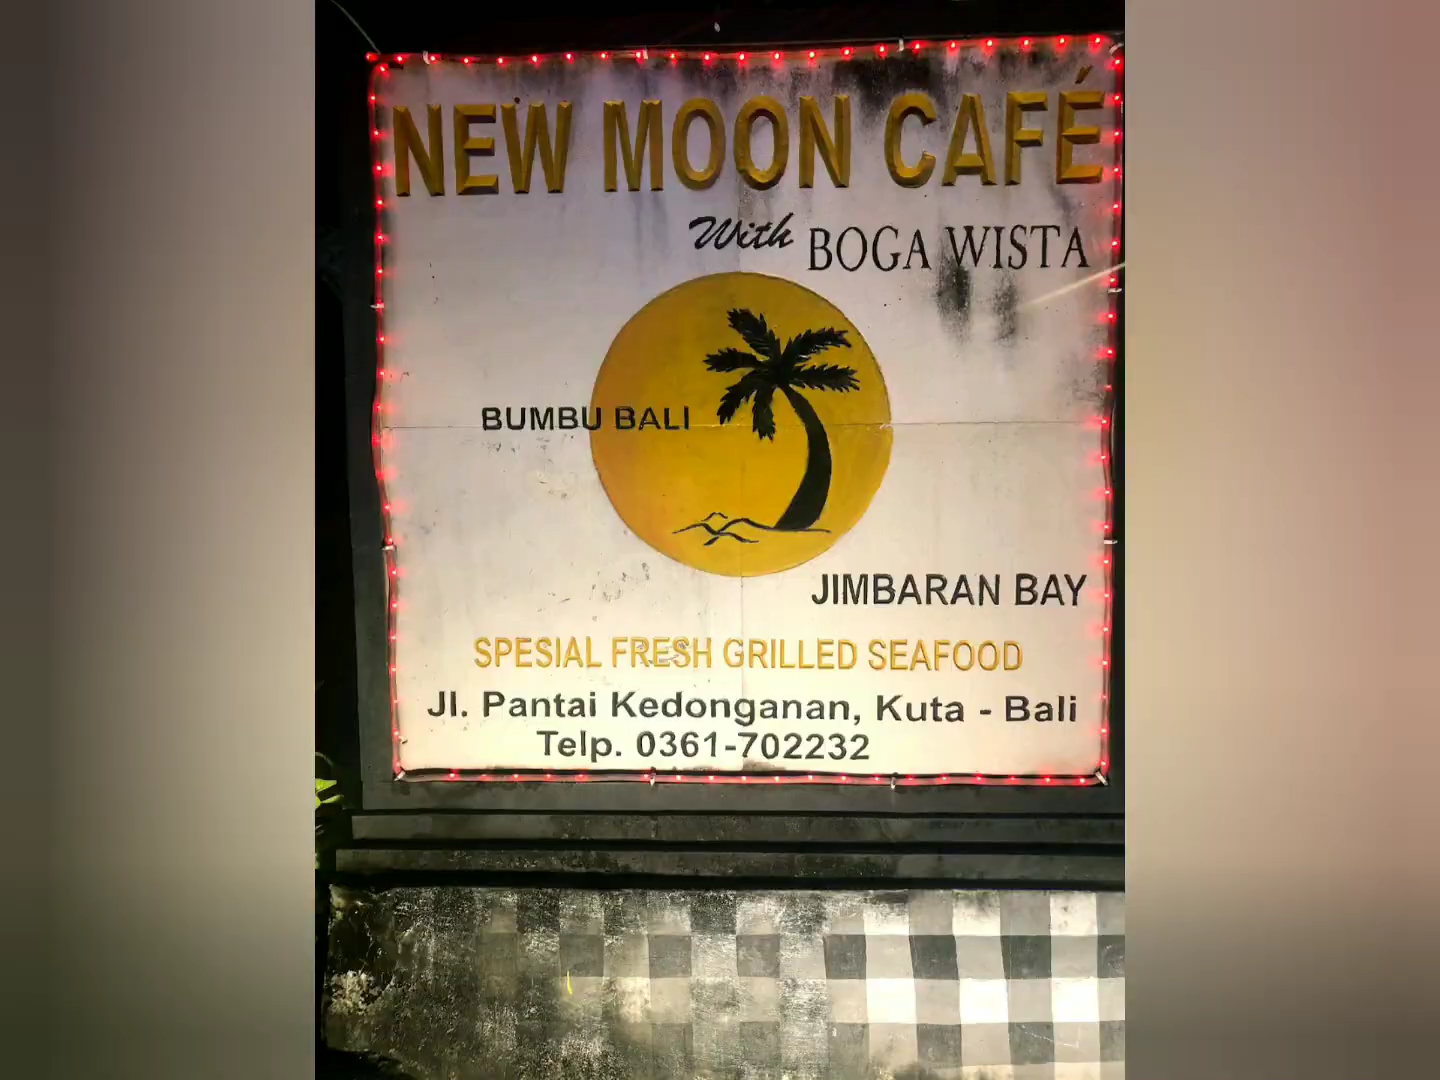 NEW MOON CAFÉ
With BOGA WISTA
BUMBU BALI
JIMBARAN BAY
SPESIAL FRESH GRILLED SEAFOOD
Jl. Pantai Kedonganan, Kuta - Bali
Telp. 0361-702232